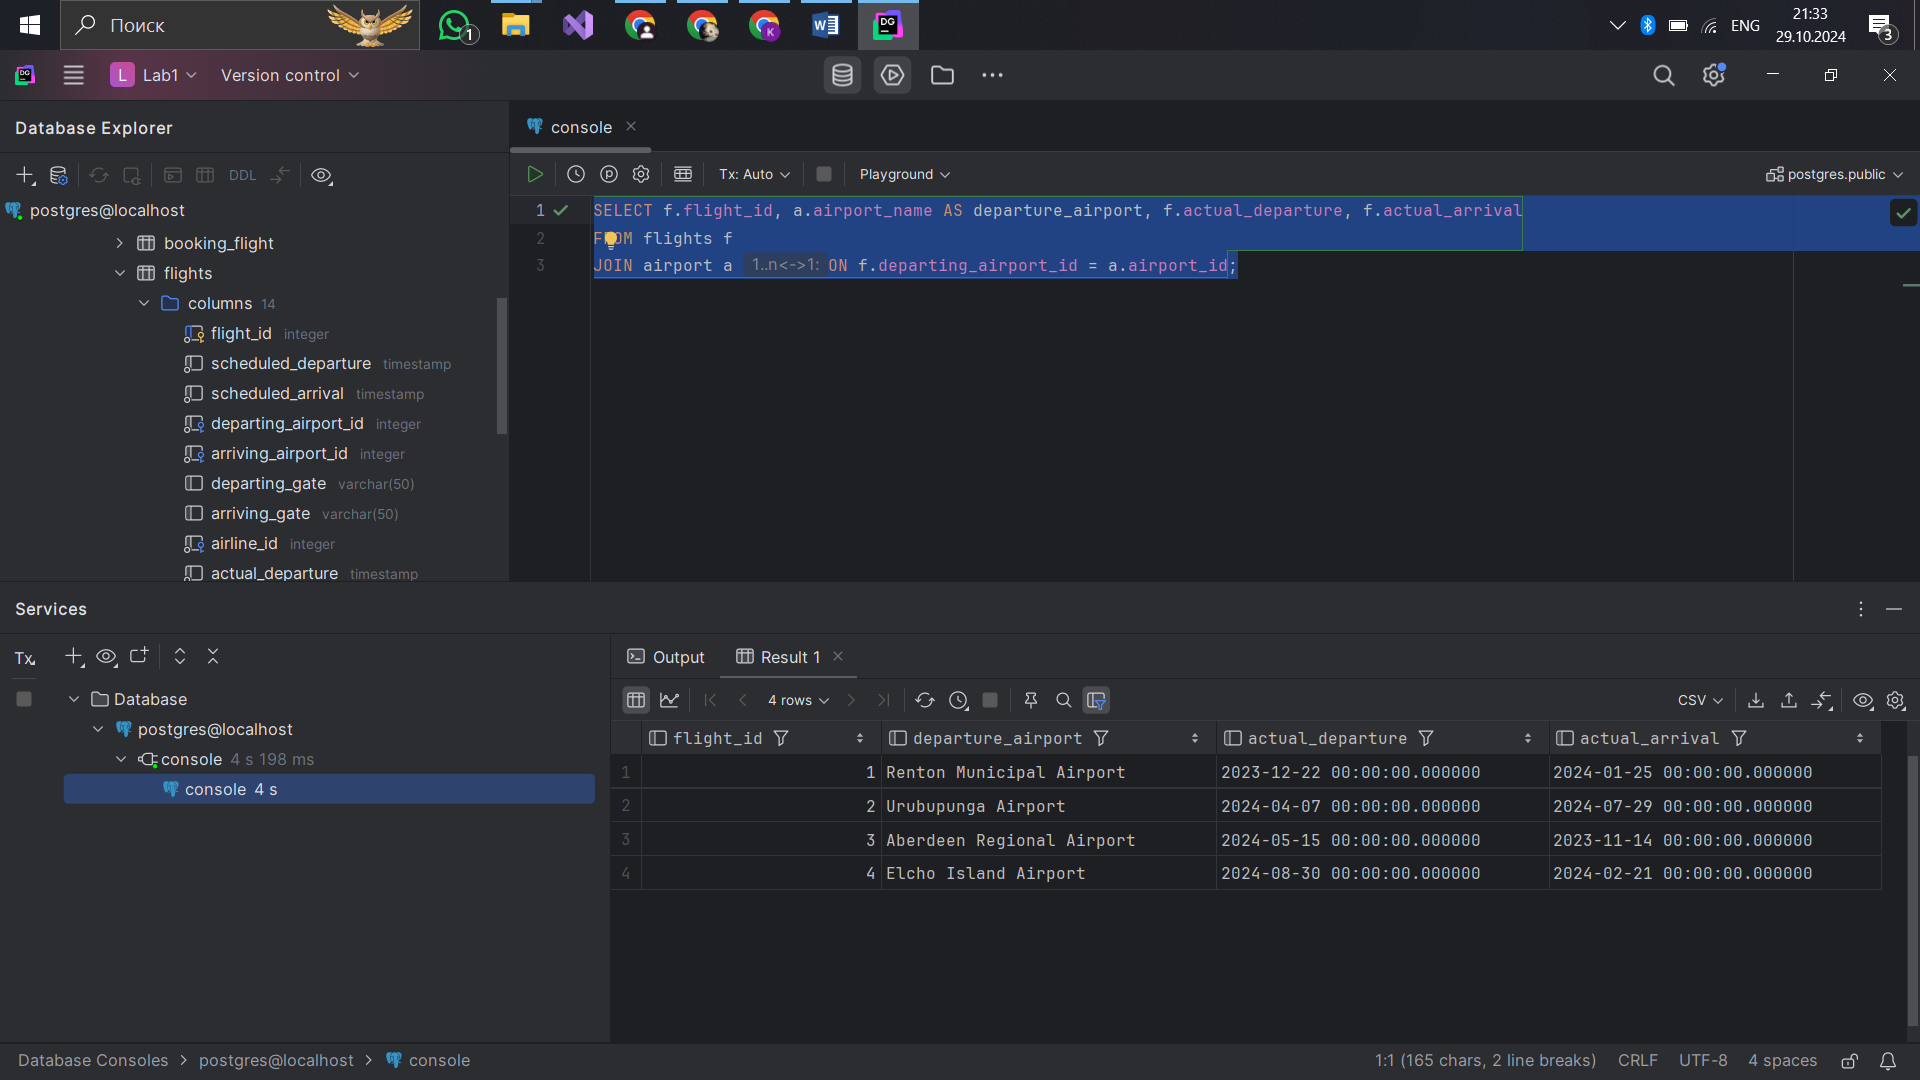 Поиск
1
ENG
21:33
29.10.2024
3
L Lab1
Version control
Database Explorer
console
DDL
Tx: Auto
Playground
postgres.public
postgres@localhost
booking_flight
flights
columns 14
flight_id integer
scheduled_departure timestamp
scheduled_arrival timestamp
departing_airport_id integer
arriving_airport_id integer
departing_gate varchar(50)
arriving_gate varchar(50)
airline_id integer
actual_departure timestamp
1 SELECT f.flight_id, a.airport_name AS departure_airport, f.actual_departure, f.actual_arrival
2 FROM flights f
3 JOIN airport a 1..n<->1: ON f.departing_airport_id = a.airport_id;
Services
Tx
Database
postgres@localhost
console 4 s 198 ms
console 4 s
Output
Result 1
4 rows
CSV
flight_id departure_airport actual_departure actual_arrival
1 1 Renton Municipal Airport 2023-12-22 00:00:00.000000 2024-01-25 00:00:00.000000
2 2 Urubupunga Airport 2024-04-07 00:00:00.000000 2024-07-29 00:00:00.000000
3 3 Aberdeen Regional Airport 2024-05-15 00:00:00.000000 2023-11-14 00:00:00.000000
4 4 Elcho Island Airport 2024-08-30 00:00:00.000000 2024-02-21 00:00:00.000000
Database Consoles > postgres@localhost > console
1:1 (165 chars, 2 line breaks) CRLF UTF-8 4 spaces